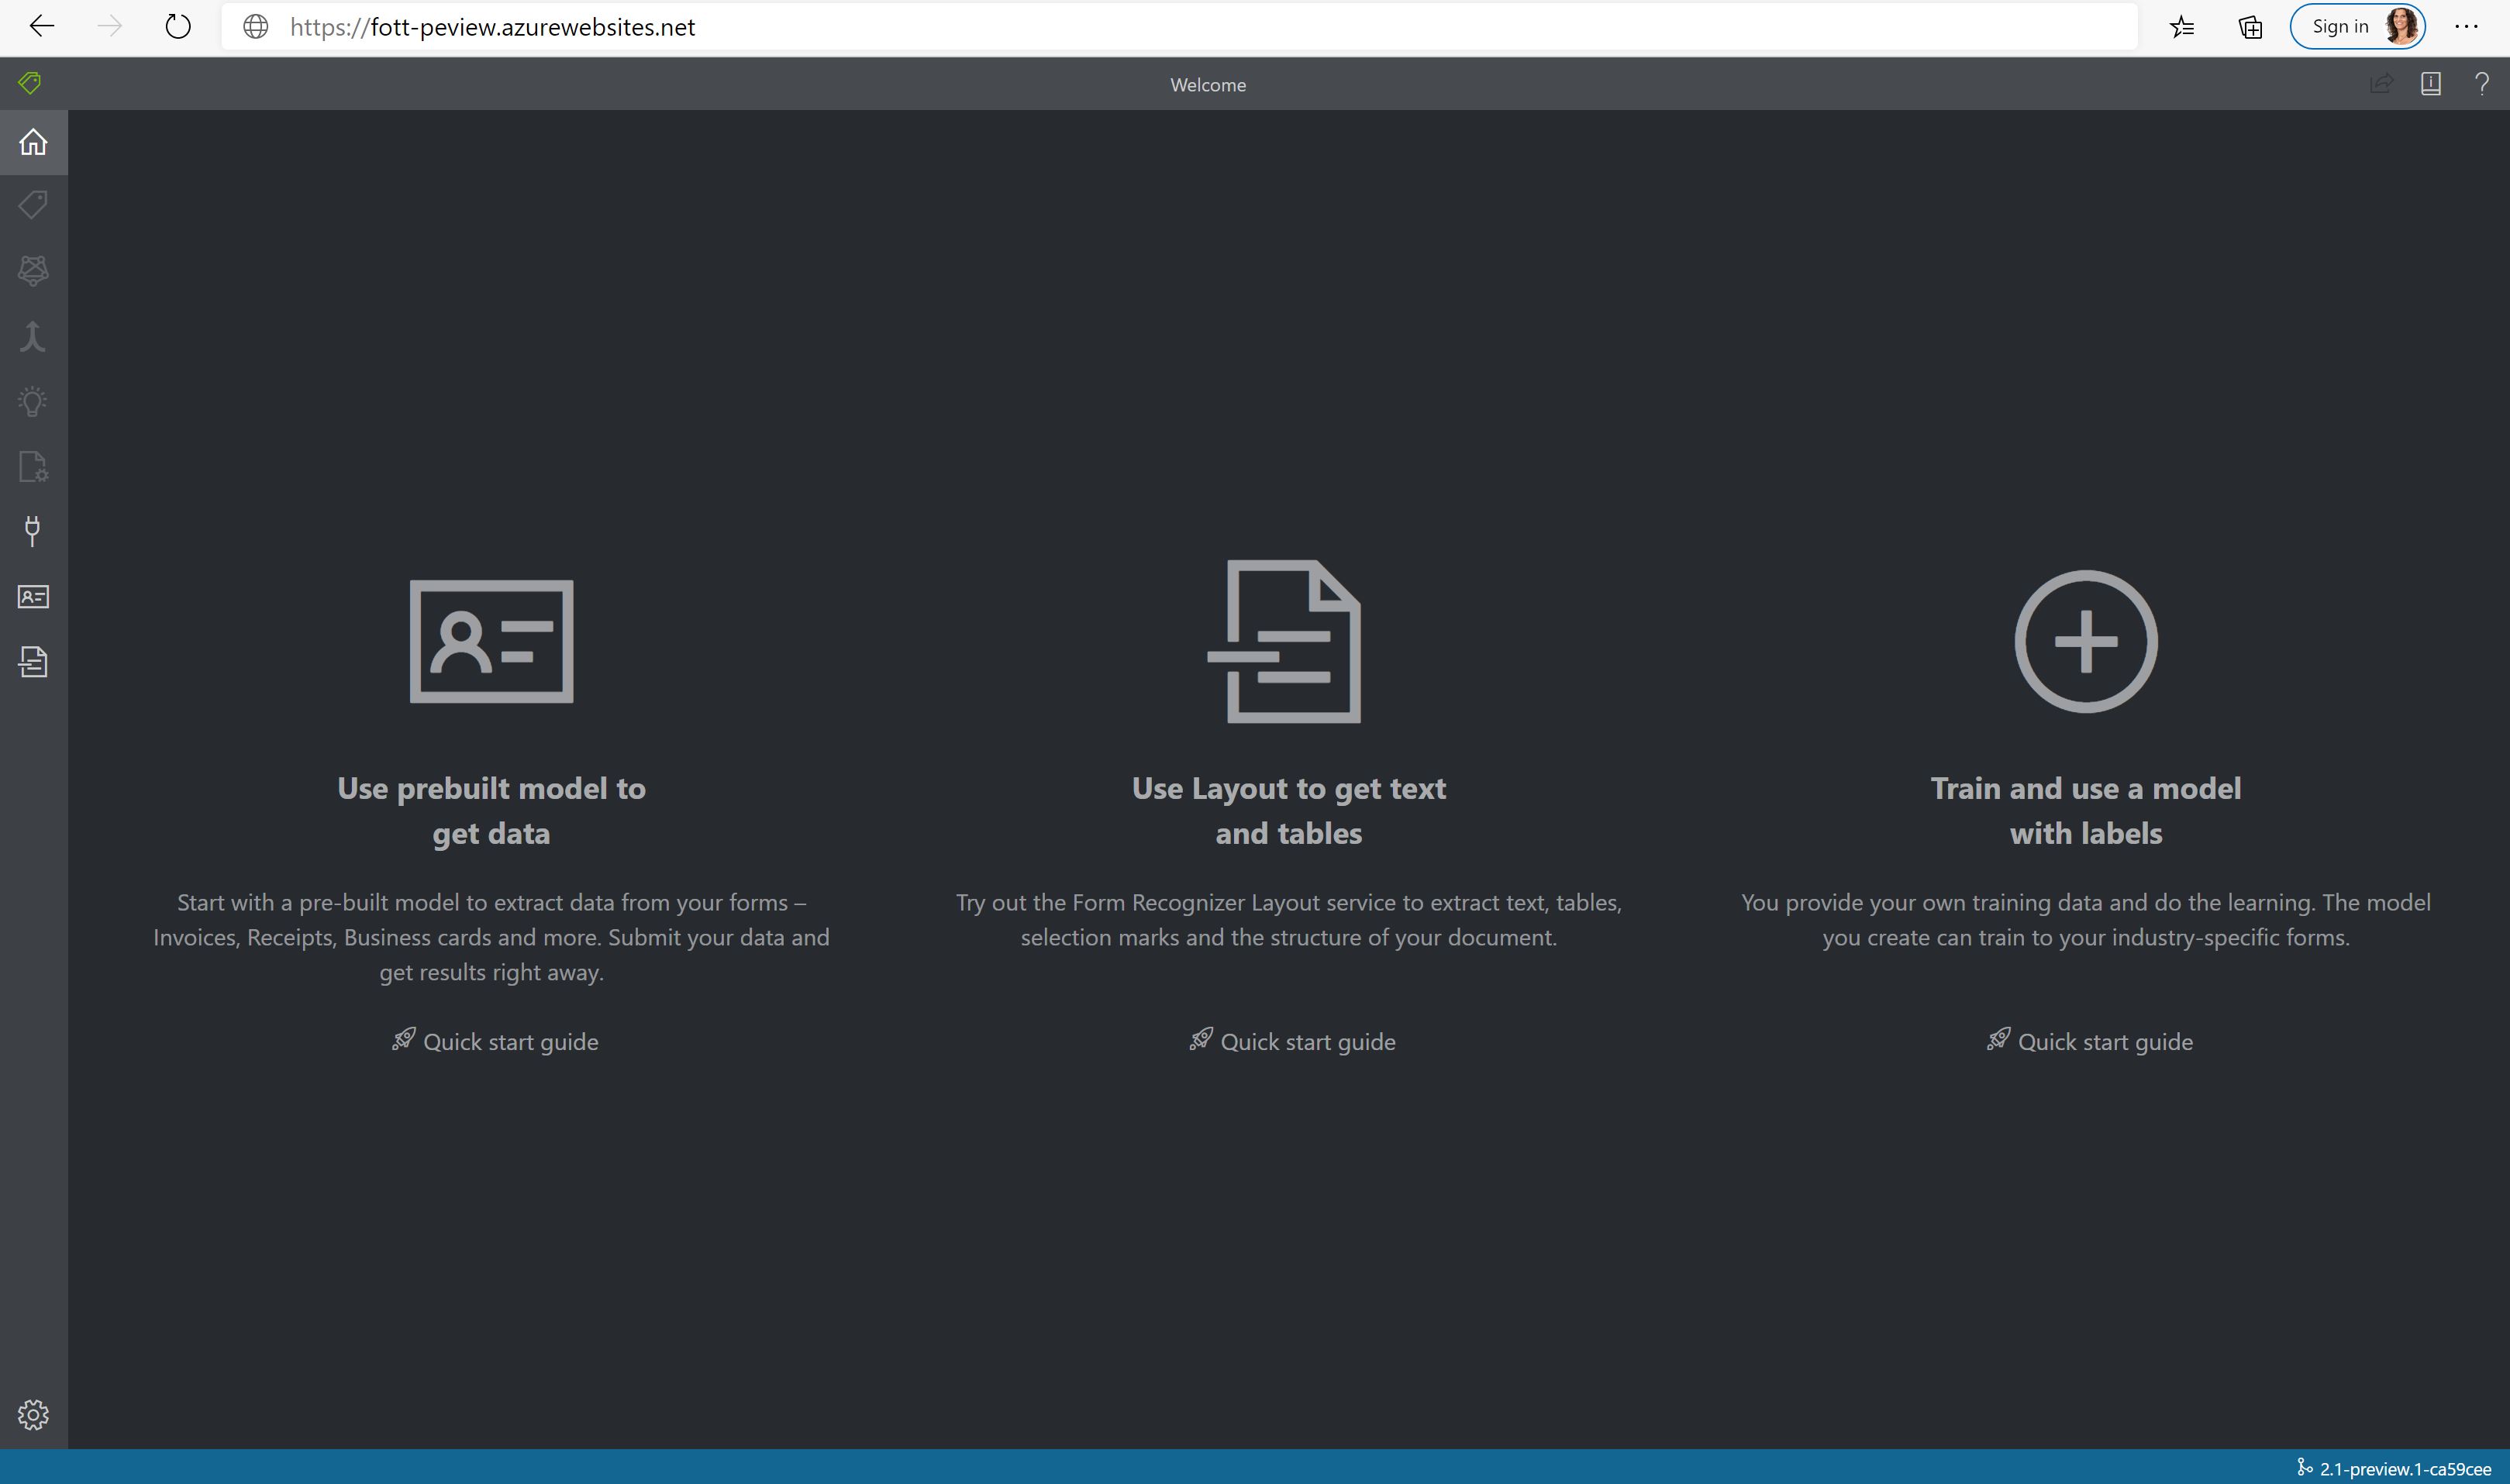 https://fott-peview.azurewebsites.net
Sign in
Welcome
Use prebuilt model to
get data
Start with a pre-built model to extract data from your forms –
Invoices, Receipts, Business cards and more. Submit your data and
get results right away.
Quick start guide
Use Layout to get text
and tables
Try out the Form Recognizer Layout service to extract text, tables,
selection marks and the structure of your document.
Quick start guide
Train and use a model
with labels
You provide your own training data and do the learning. The model
you create can train to your industry-specific forms.
Quick start guide
2.1-preview.1-ca59cee